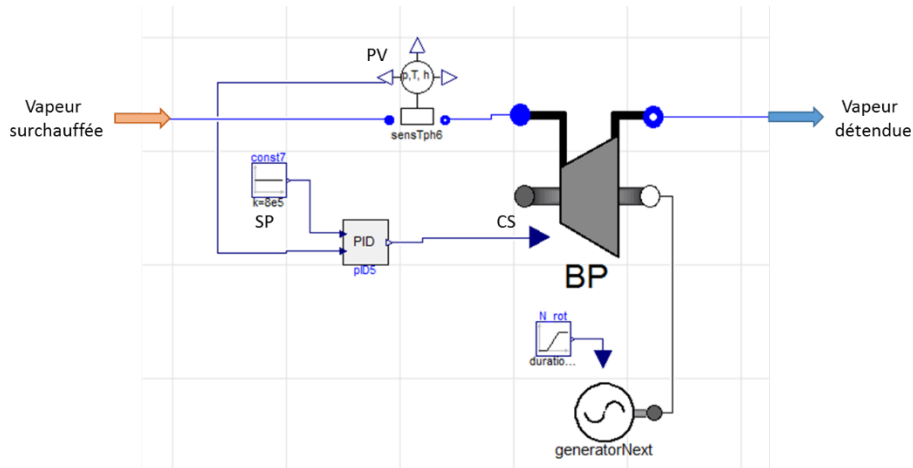 PV
p,T, h
Vapeur
surchauffée
Vapeur
détendue
sensTph6
const7
k=8e5
SP
PID
pID5
CS
BP
N_rot
duratio...
generatorNext